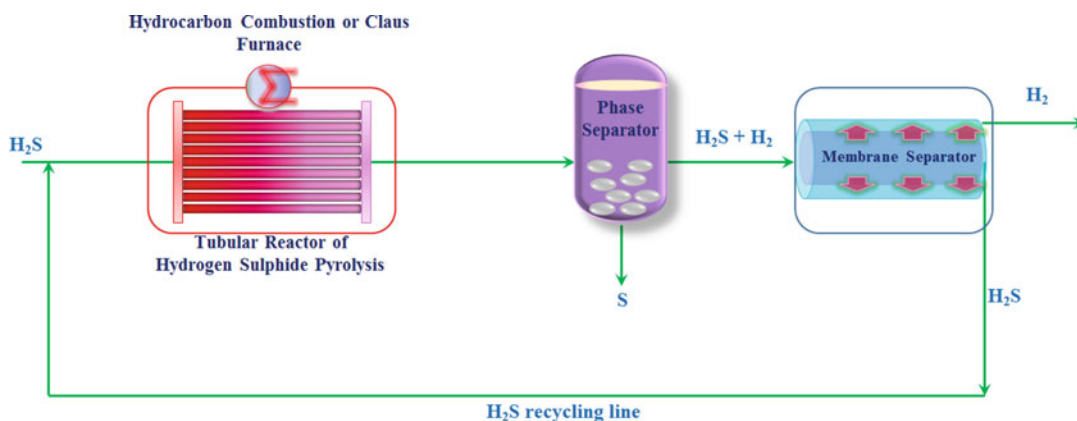 Hydrocarbon Combustion or Claus
Furnace
H₂S
Tubular Reactor of
Hydrogen Sulphide Pyrolysis
Phase
Separator
S
H₂S + H₂
Membrane Separator
H₂
H₂S
H₂S recycling line